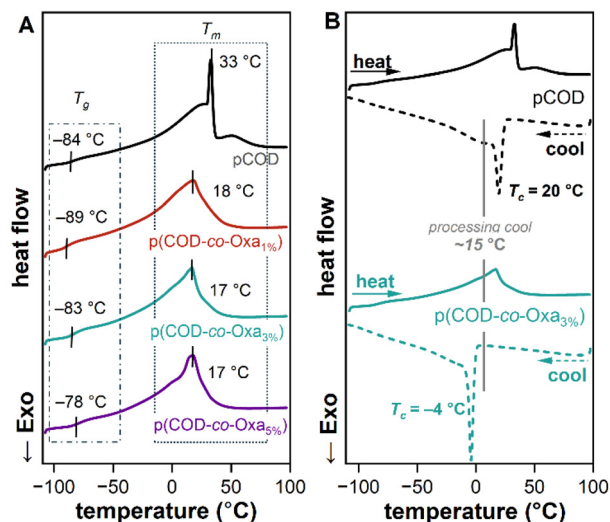 A
T_m
33 °C
T_g
–84 °C
pCOD
–89 °C
18 °C
p(COD-co-Oxa1%)
–83 °C
17 °C
p(COD-co-Oxa3%)
–78 °C
17 °C
p(COD-co-Oxa5%)
heat flow
← Exo
−100 −50 0 50 100
temperature (°C)
B
heat
pCOD
cool
Tc = 20 °C
processing cool
~15 °C
heat
p(COD-co-Oxa3%)
cool
Tc = –4 °C
heat flow
← Exo
−100 −50 0 50 100
temperature (°C)